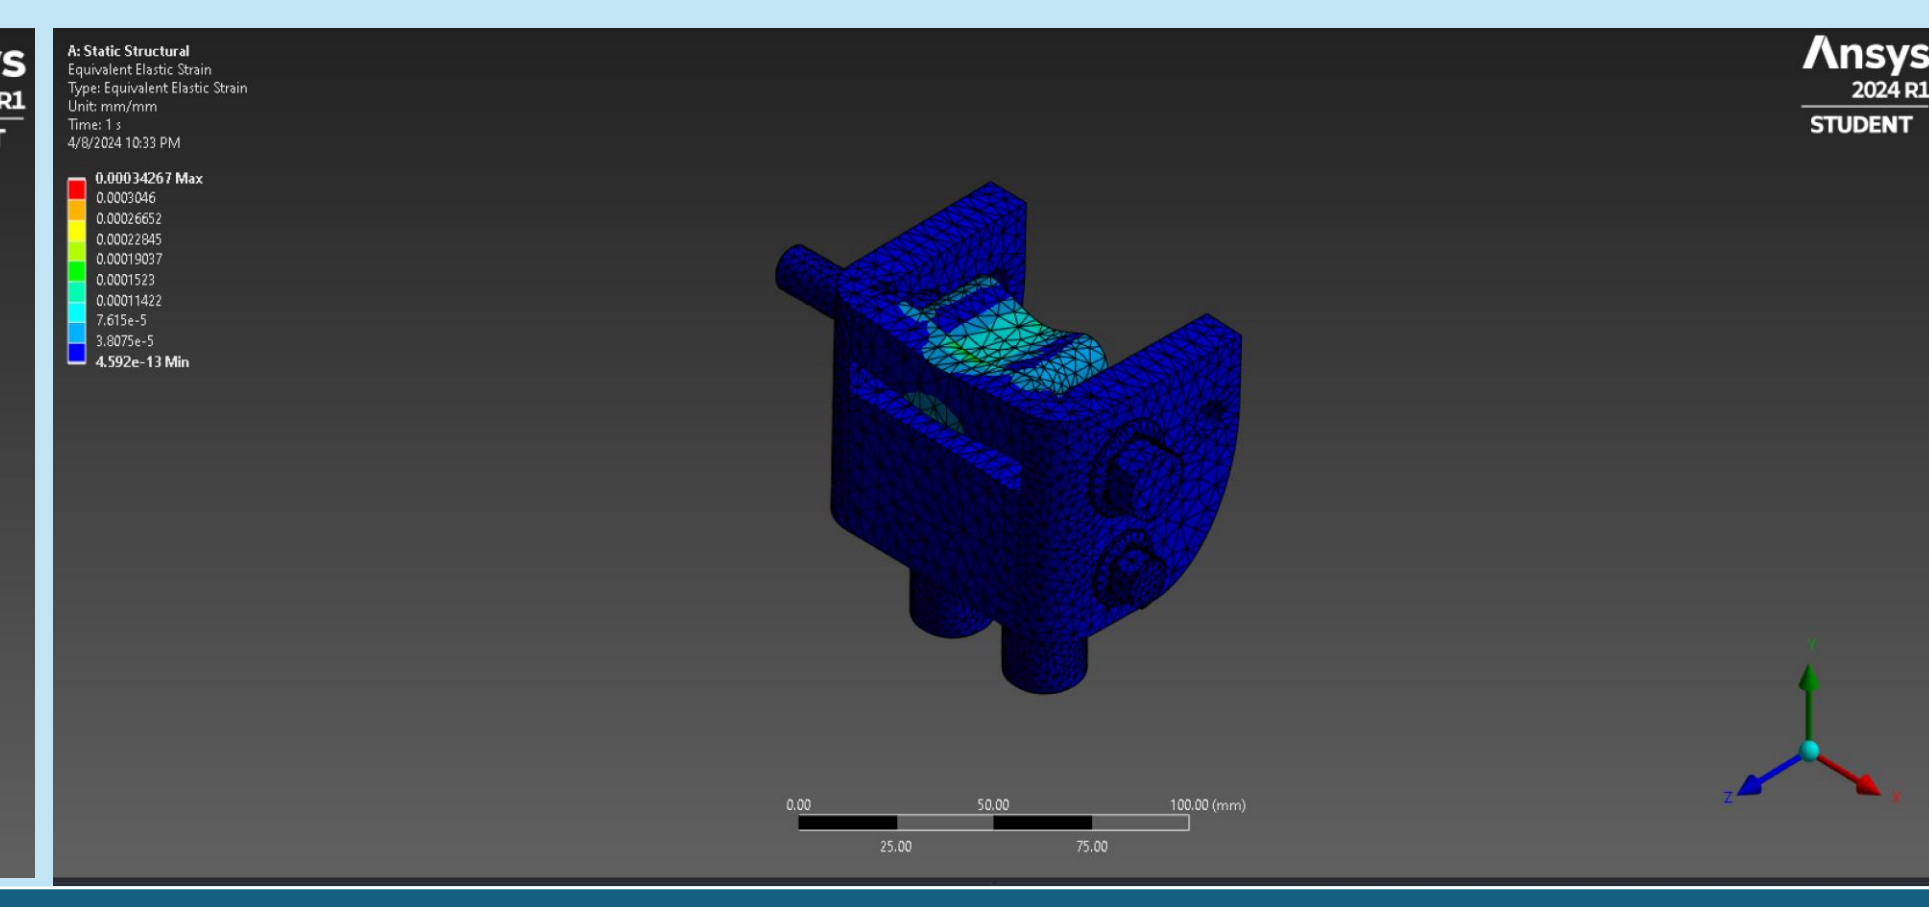 s
R1
T
A: Static Structural
Equivalent Elastic Strain
Type: Equivalent Elastic Strain
Unit: mm/mm
Time: 1 s
4/8/2024 10:33 PM
0.00034267 Max
0.0003046
0.00026652
0.00022845
0.00019037
0.0001523
0.00011422
7.615e-5
3.8075e-5
4.592e-13 Min
Ansys
2024 R1
STUDENT
0.00 50.00 100.00 (mm)
25.00 75.00
Y
Z X